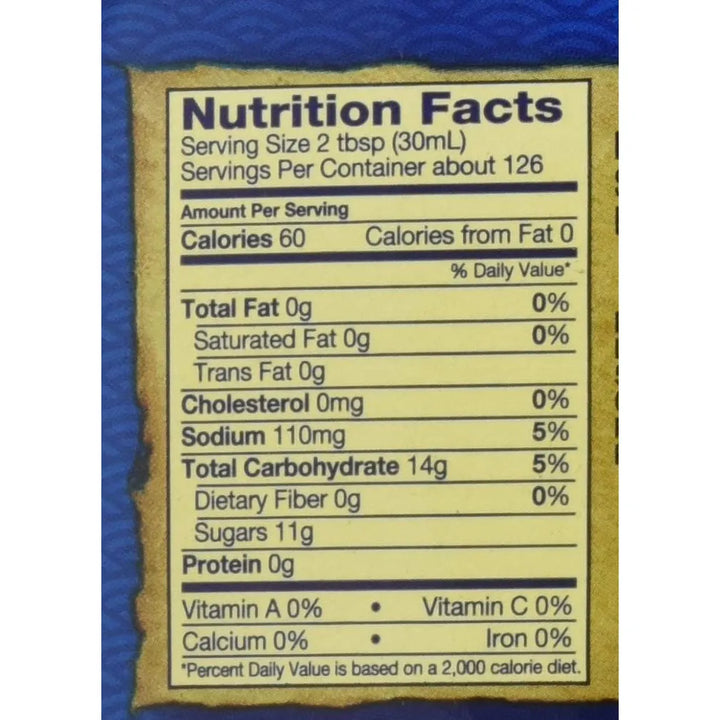 Nutrition Facts
Serving Size 2 tbsp (30mL)
Servings Per Container about 126
Amount Per Serving
Calories 60 Calories from Fat 0
% Daily Value*
Total Fat 0g 0%
Saturated Fat 0g 0%
Trans Fat 0g
Cholesterol 0mg 0%
Sodium 110mg 5%
Total Carbohydrate 14g 5%
Dietary Fiber 0g 0%
Sugars 11g
Protein 0g
Vitamin A 0% • Vitamin C 0%
Calcium 0% • Iron 0%
*Percent Daily Value is based on a 2,000 calorie diet.